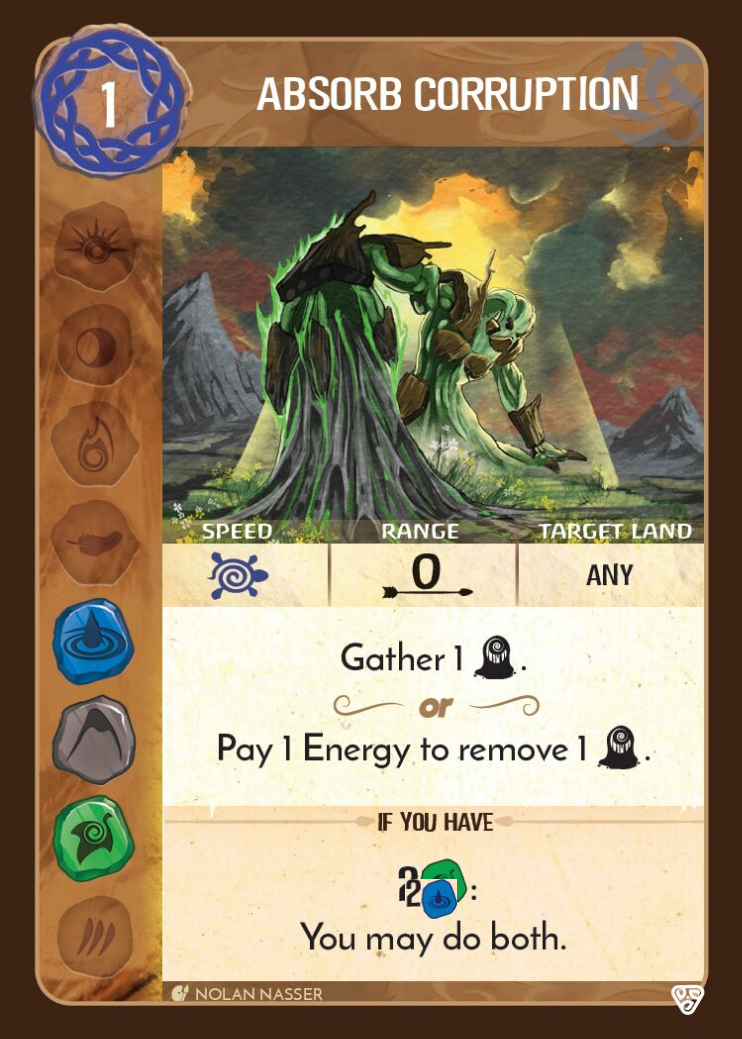 1
ABSORB CORRUPTION
SPEED RANGE TARGET LAND
0 ANY
Gather 1 .
or
Pay 1 Energy to remove 1 .
IF YOU HAVE
2 :
You may do both.
NOLAN NASSER